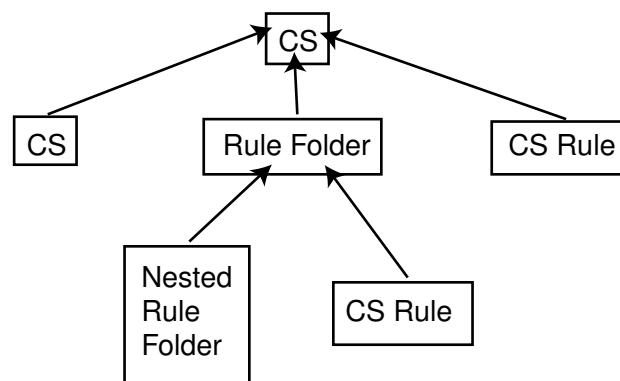 CS
CS
Rule Folder
CS Rule
Nested
Rule
Folder
CS Rule